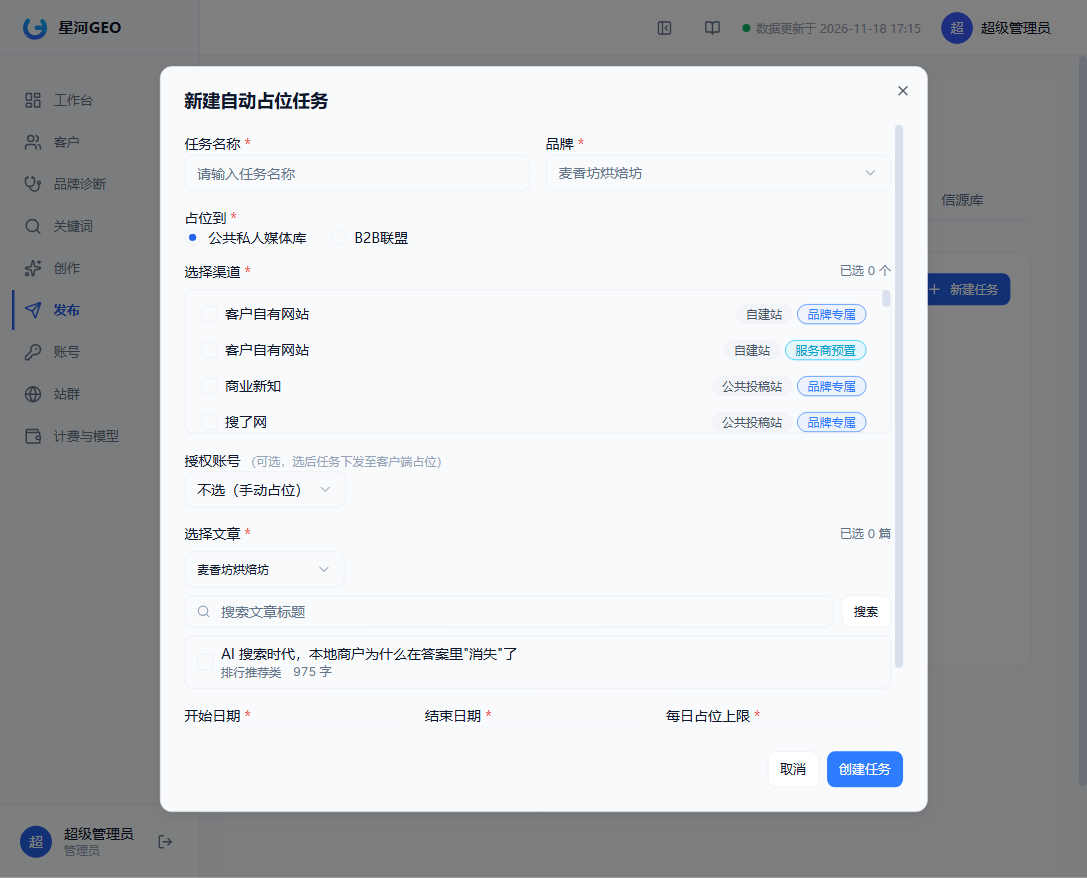 星河GEO
数据更新于 2026-11-18 17:15
超
超级管理员
工作台
客户
品牌诊断
关键词
创作
发布
账号
站群
计费与模型
信源库
+ 新建任务
新建自动占位任务
任务名称 *
品牌 *
请输入任务名称
麦香坊烘焙坊
占位到 *
公共私人媒体库
B2B联盟
选择渠道 *
已选 0 个
客户自有网站
自建站
品牌专属
客户自有网站
自建站
服务商预置
商业新知
公共投稿站
品牌专属
搜了网
公共投稿站
品牌专属
授权账号 (可选，选后任务下发至客户端占位)
不选（手动占位）
选择文章 *
已选 0 篇
麦香坊烘焙坊
搜索文章标题
搜索
AI 搜索时代，本地商户为什么在答案里"消失"了
排行推荐类 975 字
开始日期 *
结束日期 *
每日占位上限 *
取消
创建任务
超
超级管理员
管理员